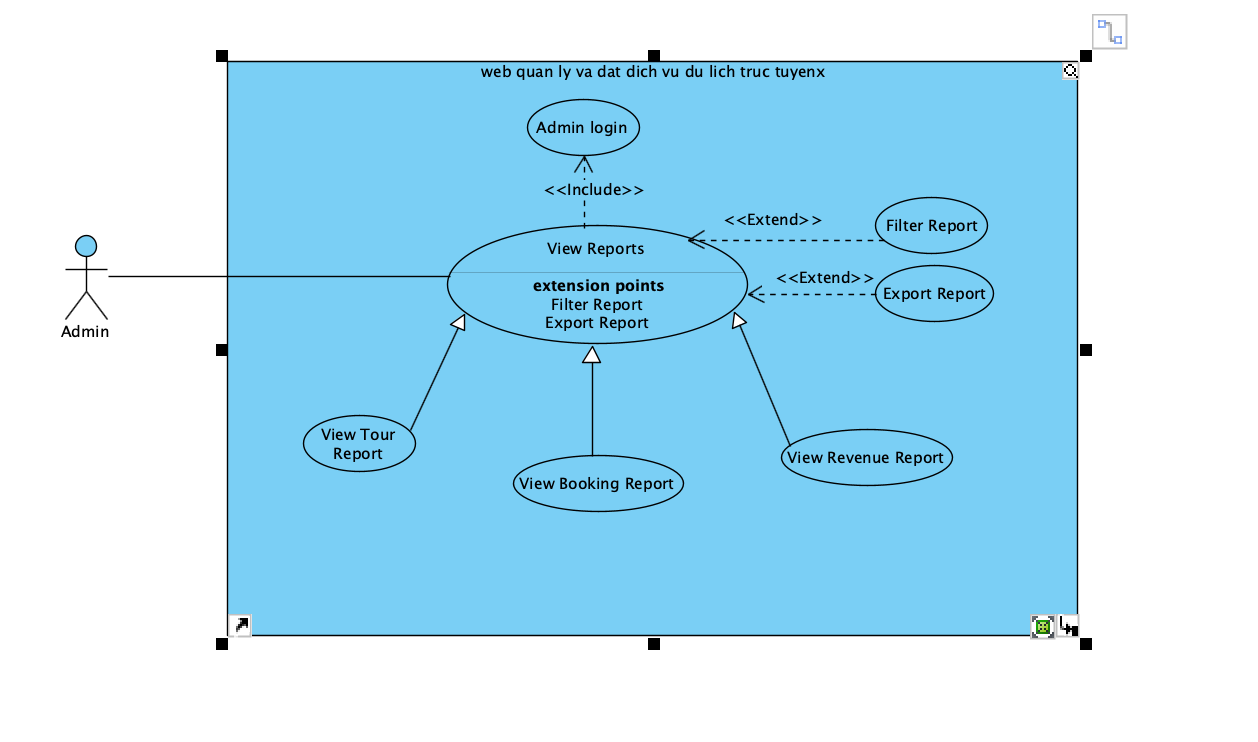 web quan ly va dat dich vu du lich truc tuyenx
Admin login
<<Include>>
<<Extend>>
Filter Report
View Reports
<<Extend>>
extension points
Filter Report
Export Report
Export Report
Admin
View Tour
Report
View Booking Report
View Revenue Report